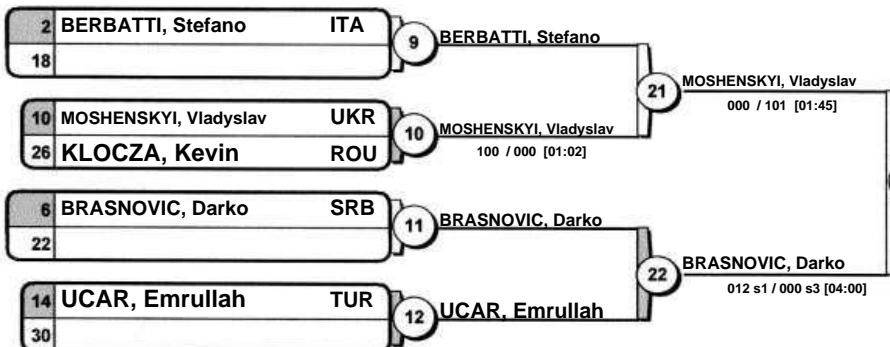 2 BERBATTI, Stefano ITA
18
9
BERBATTI, Stefano
10 MOSHENSKYI, Vladyslav UKR
26 KLOCZA, Kevin ROU
10
MOSHENSKYI, Vladyslav
100 / 000 [01:02]
21
MOSHENSKYI, Vladyslav
000 / 101 [01:45]
6 BRASNOVIC, Darko SRB
22
11
BRASNOVIC, Darko
14 UCAR, Emrullah TUR
30
12
UCAR, Emrullah
22
BRASNOVIC, Darko
012 s1 / 000 s3 [04:00]